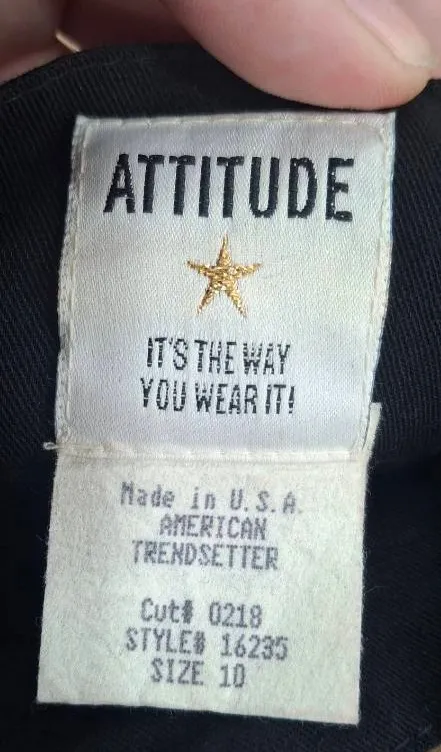 ATTITUDE
IT'S THE WAY
YOU WEAR IT!
Made in U.S.A.
AMERICAN
TRENDSETTER
Cut# 0218
STYLE# 16235
SIZE 10